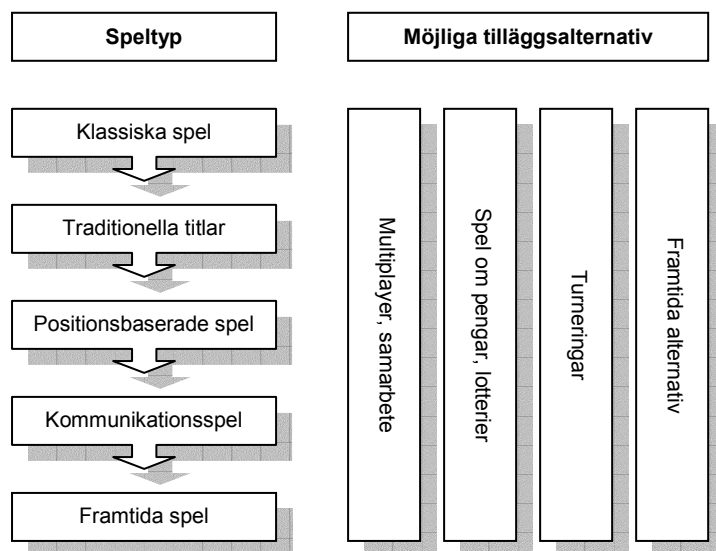 Speltyp
Möjliga tilläggsalternativ
Klassiska spel
Traditionella titlar
Positionsbaserade spel
Kommunikationsspel
Framtida spel
Multiplayer, samarbete
Spel om pengar, lotterier
Turneringar
Framtida alternativ